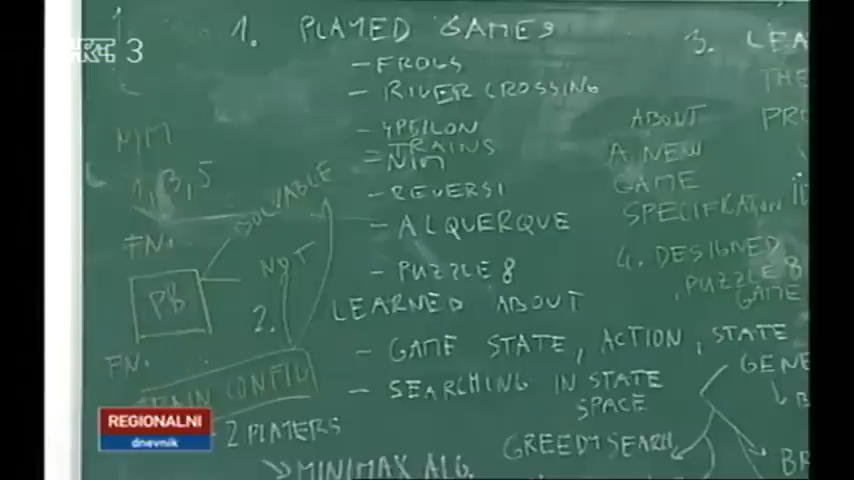 HRT 3
1. PLAYED GAMES
- FROGS
- RIVER CROSSING
- YPSILON
= TRAINS
NIM
- REVERSI
- ALQUERQUE
- PUZZLE 8
2. LEARNED ABOUT
- GAME STATE, ACTION, STATE
- SEARCHING IN STATE
SPACE
GREEDY SEARCH
2 PLAYERS
MINIMAX ALG.
NIM
1, 3, 5
SOLVABLE
FN.
NOT
PB
FN.
TRAIN CONFIG
3. LEA
THE
PRO
ABOUT
A NEW
GAME
SPECIFICATION
4. DESIGNED
PUZZLE 8
GAME
GENE
B
BR
REGIONALNI
dnevnik